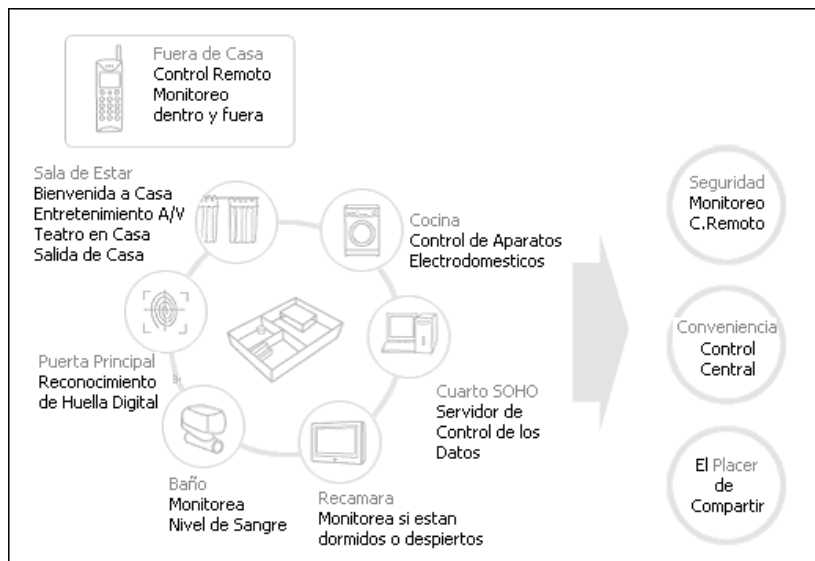 Fuera de Casa
Control Remoto
Monitoreo
dentro y fuera
Sala de Estar
Bienvenida a Casa
Entretenimiento A/V
Teatro en Casa
Salida de Casa
Cocina
Control de Aparatos
Electrodomesticos
Puerta Principal
Reconocimiento
de Huella Digital
Cuarto SOHO
Servidor de
Control de los
Datos
Baño
Monitorea
Nivel de Sangre
Recamara
Monitorea si estan
dormidos o despiertos
Seguridad
Monitoreo
C.Remoto
Conveniencia
Control
Central
El Placer
de
Compartir